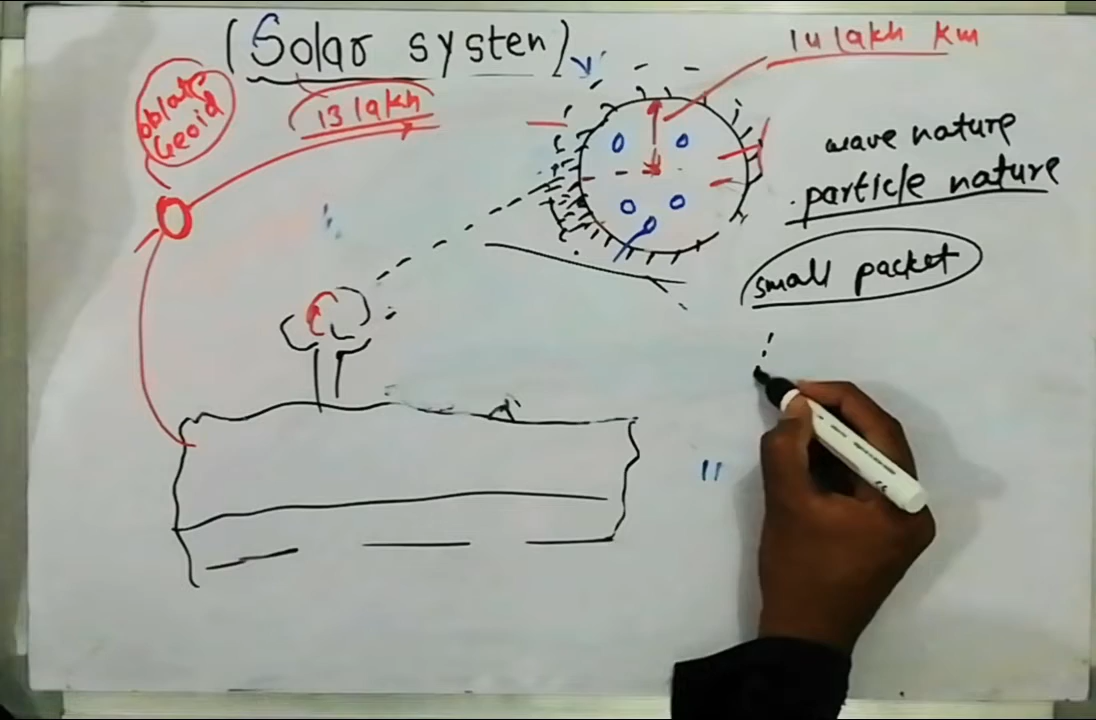 (Solar systen)
14 lakh km
oblate
Geoid
13 lakh
wave nature
particle nature
small packet